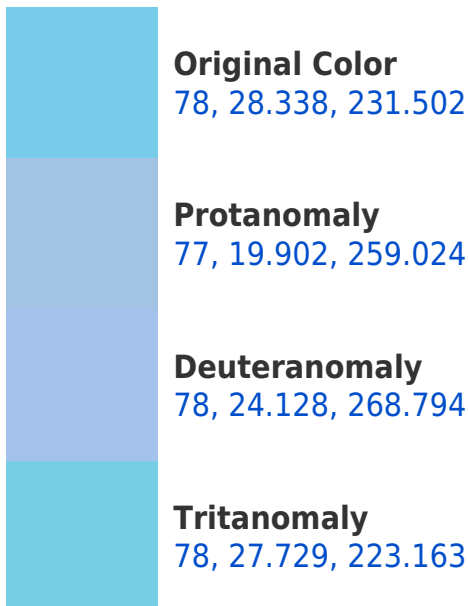 Original Color
78, 28.338, 231.502
Protanomaly
77, 19.902, 259.024
Deuteranomaly
78, 24.128, 268.794
Tritanomaly
78, 27.729, 223.163